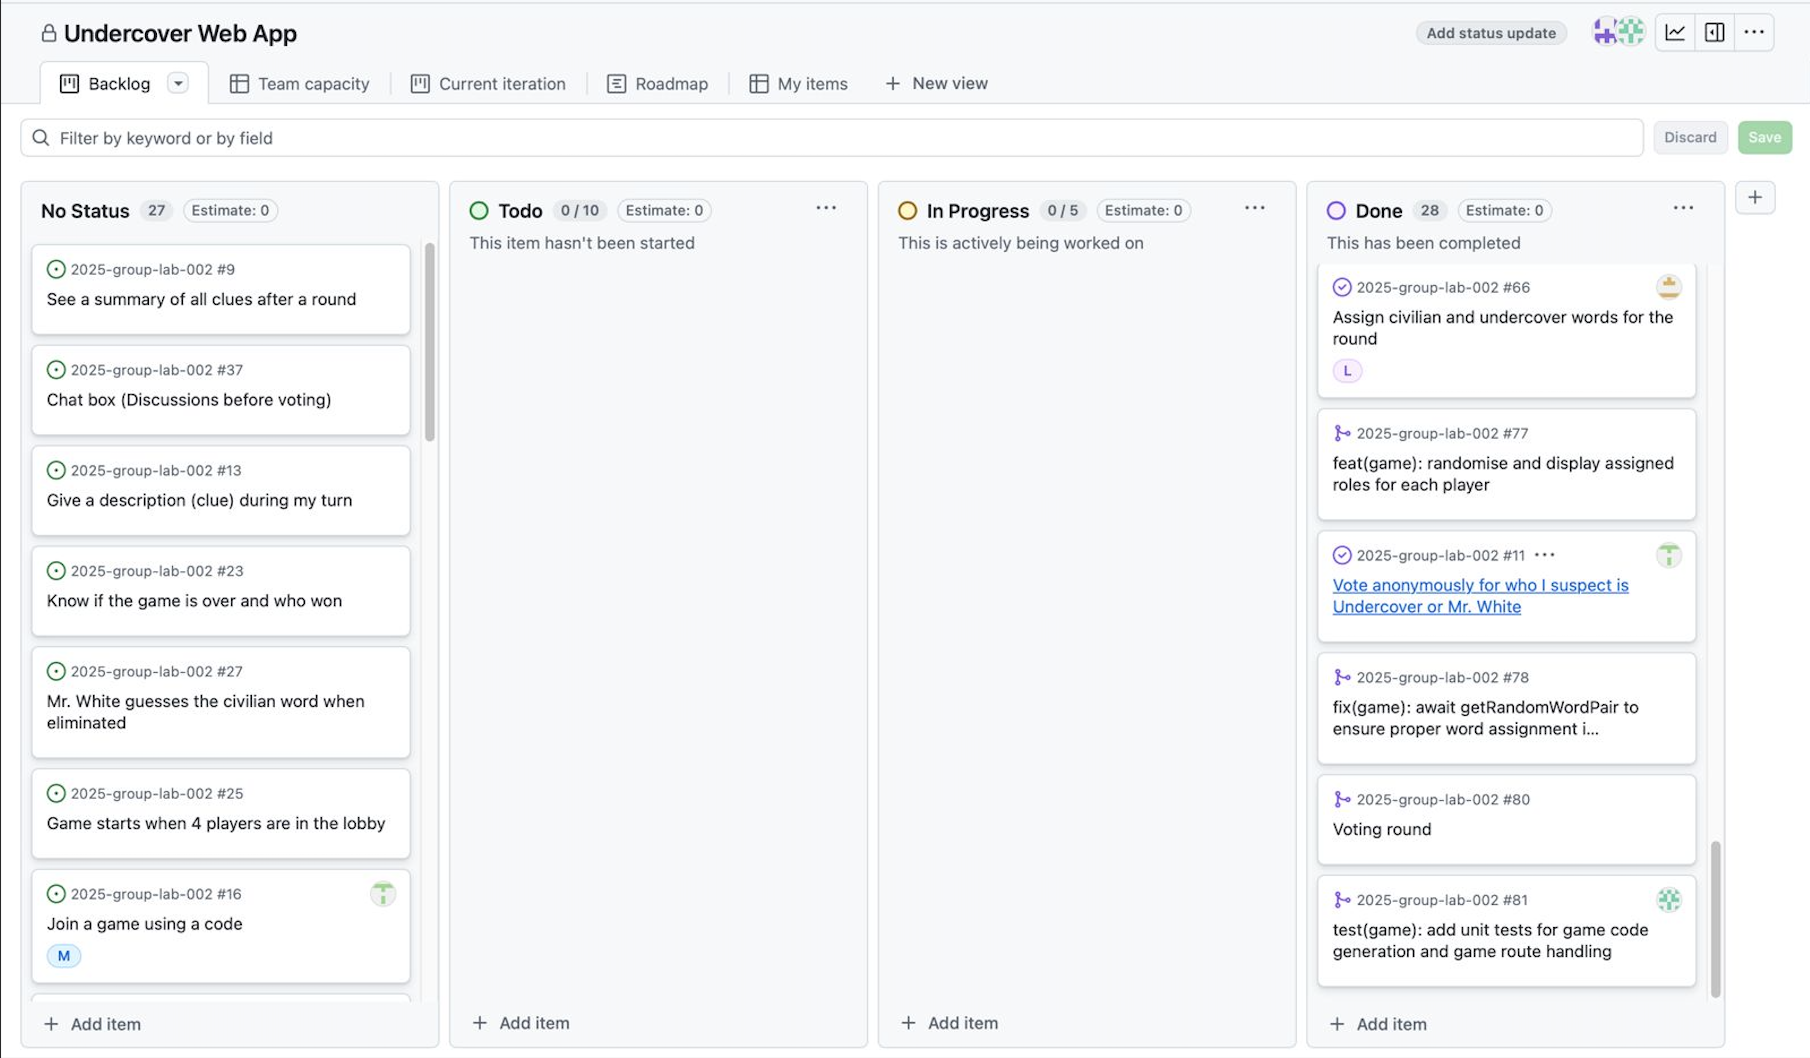 Undercover Web App
Add status update
Backlog
Team capacity
Current iteration
Roadmap
My items
New view
Filter by keyword or by field
Discard
Save
No Status 27 Estimate: 0
2025-group-lab-002 #9
See a summary of all clues after a round
2025-group-lab-002 #37
Chat box (Discussions before voting)
2025-group-lab-002 #13
Give a description (clue) during my turn
2025-group-lab-002 #23
Know if the game is over and who won
2025-group-lab-002 #27
Mr. White guesses the civilian word when
eliminated
2025-group-lab-002 #25
Game starts when 4 players are in the lobby
2025-group-lab-002 #16
Join a game using a code
M
Add item
Todo 0 / 10 Estimate: 0
This item hasn't been started
Add item
In Progress 0 / 5 Estimate: 0
This is actively being worked on
Add item
Done 28 Estimate: 0
This has been completed
2025-group-lab-002 #66
Assign civilian and undercover words for the
round
L
2025-group-lab-002 #77
feat(game): randomise and display assigned
roles for each player
2025-group-lab-002 #11
Vote anonymously for who I suspect is
Undercover or Mr. White
2025-group-lab-002 #78
fix(game): await getRandomWordPair to
ensure proper word assignment i...
2025-group-lab-002 #80
Voting round
2025-group-lab-002 #81
test(game): add unit tests for game code
generation and game route handling
Add item